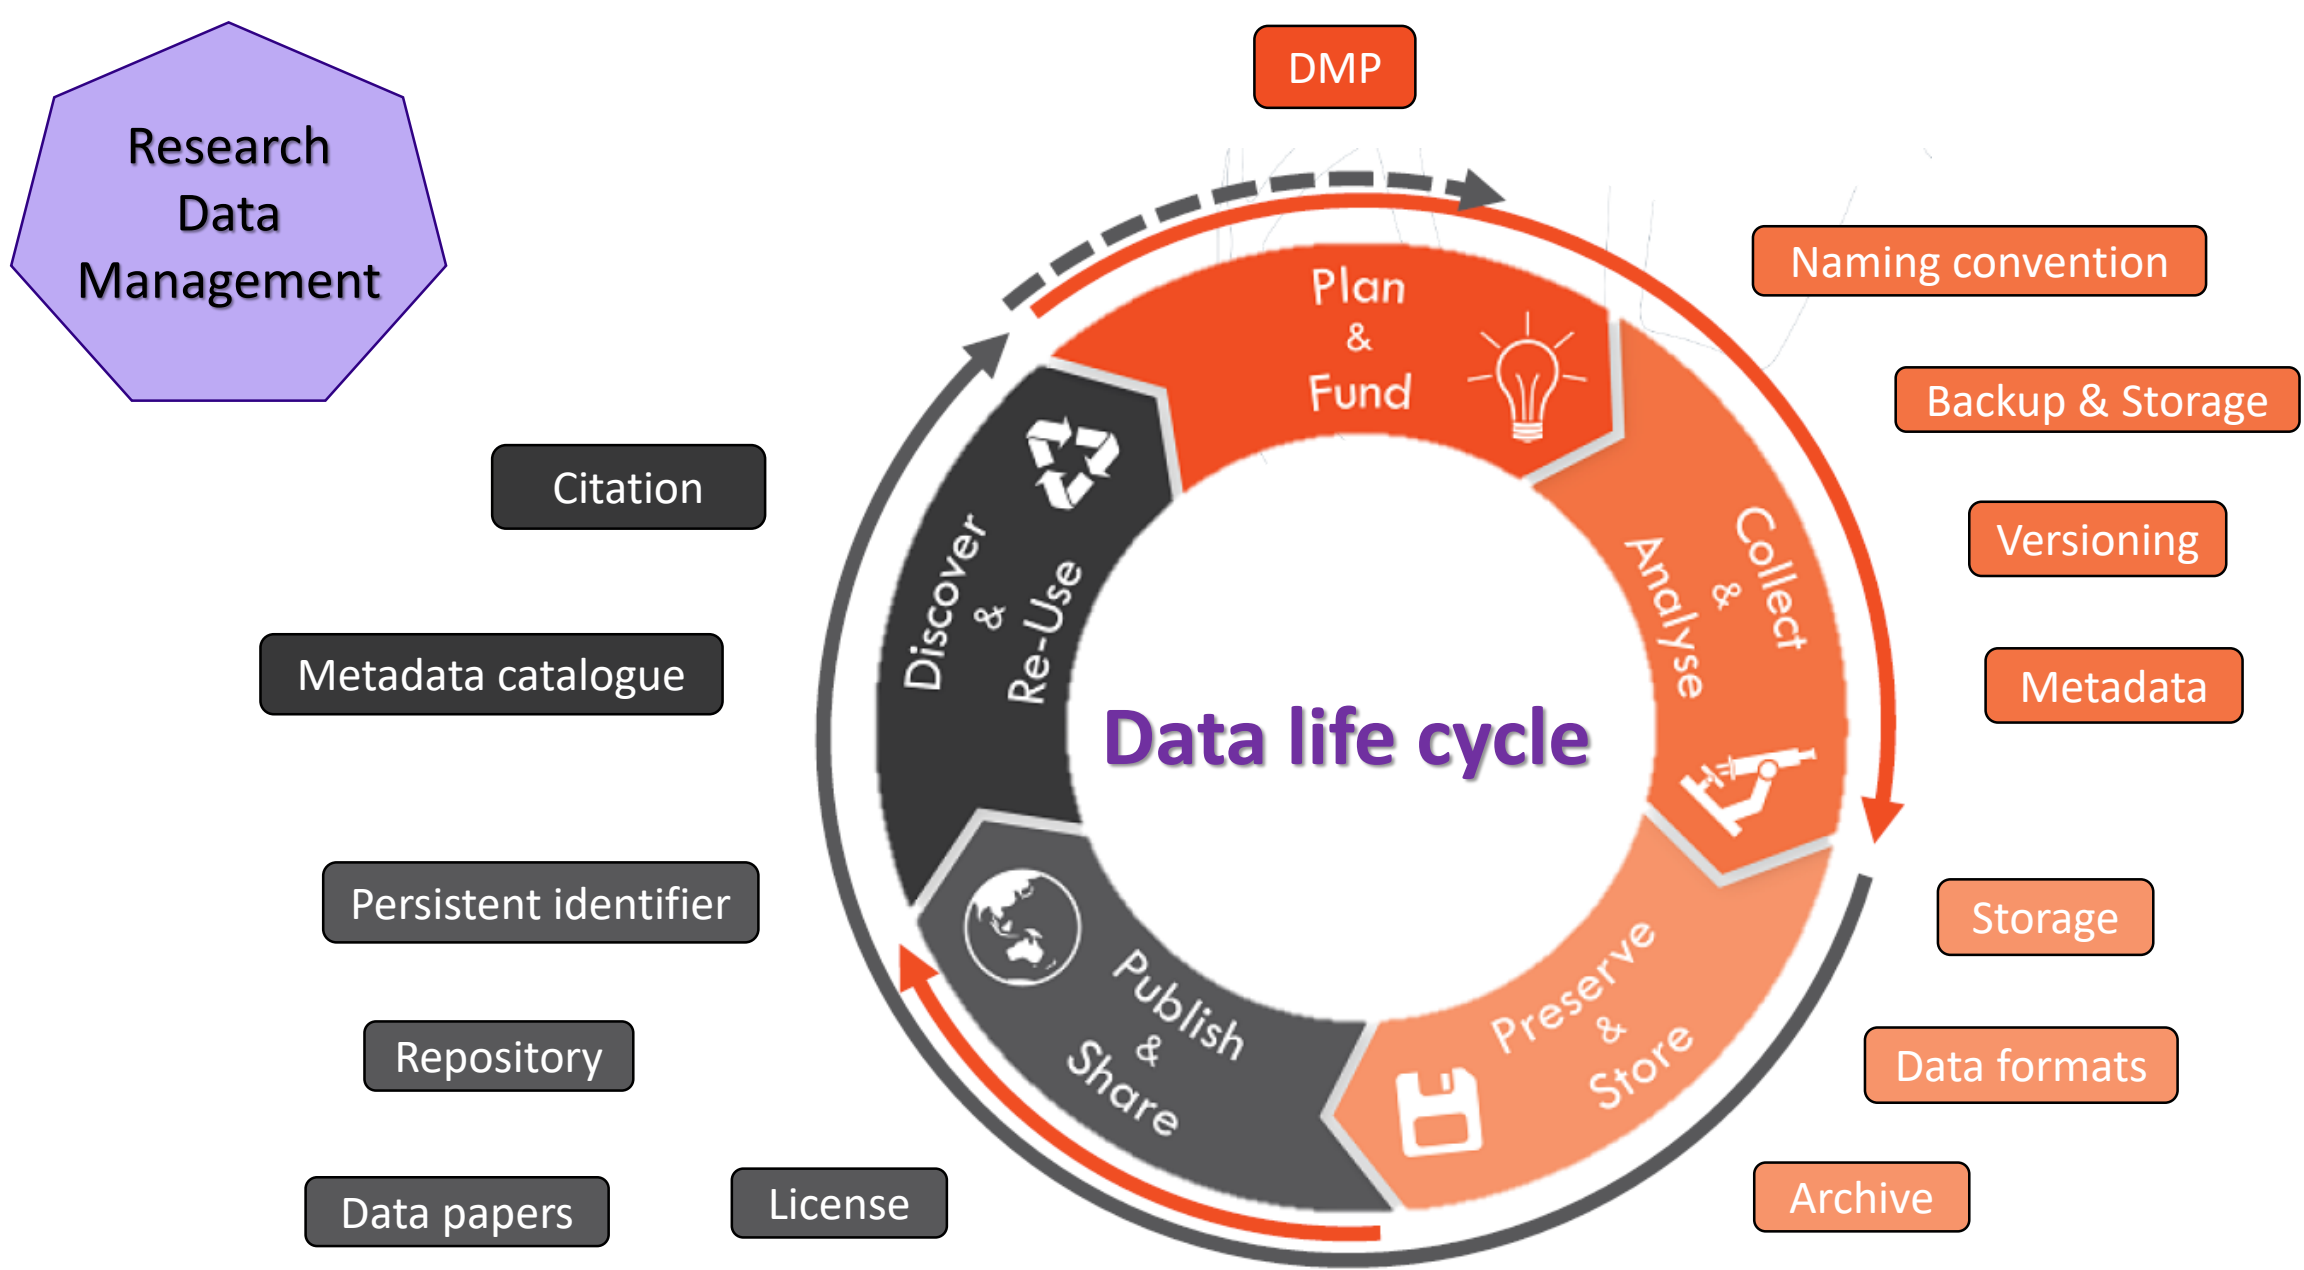 Research
Data
Management
DMP
Plan
&
Fund
Naming convention
Backup & Storage
Versioning
Metadata
Collect
&
Analyse
Storage
Data formats
Archive
Preserve
&
Store
Publish
&
Share
License
Data papers
Repository
Persistent identifier
Metadata catalogue
Citation
Discover
&
Re-Use
Data life cycle